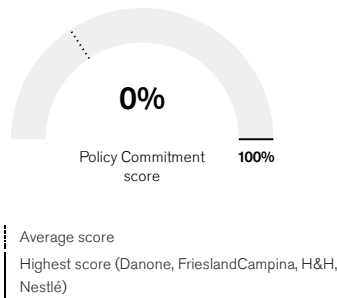 0%
Policy Commitment
score
100%
Average score
Highest score (Danone, FrieslandCampina, H&H,
Nestlé)